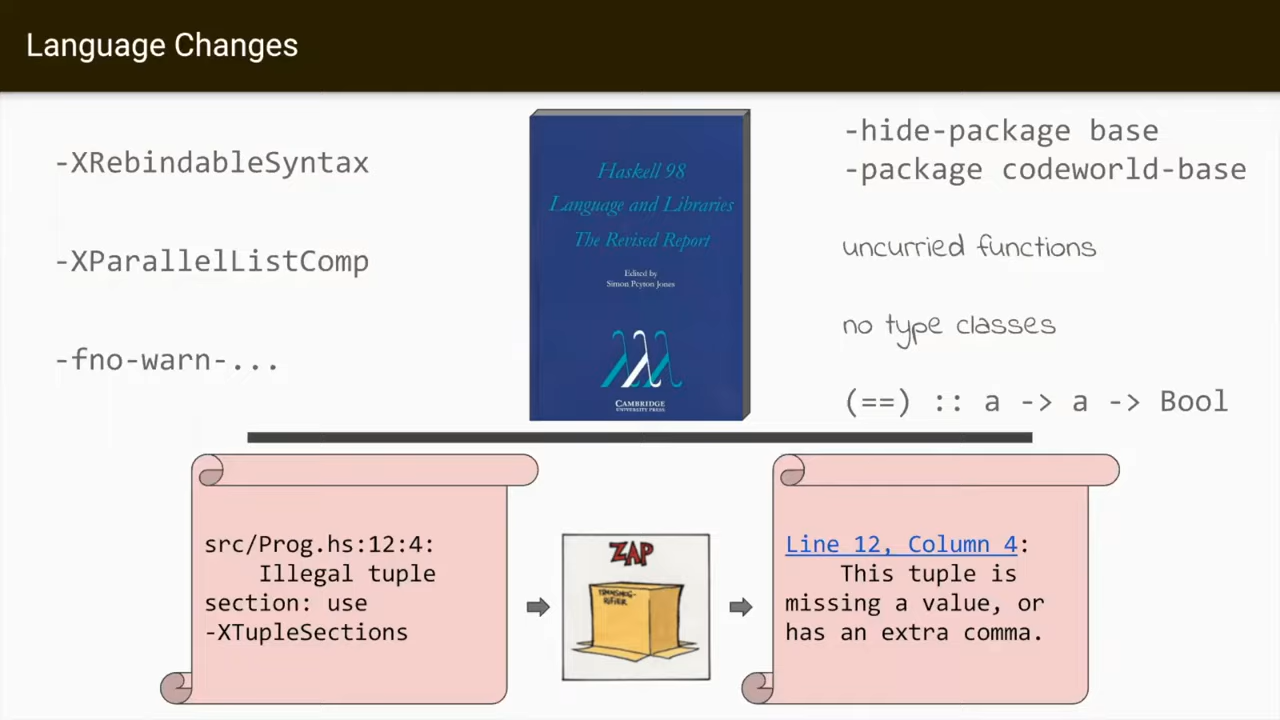 Language Changes
-XRebindableSyntax
-XParallelListComp
-fno-warn-...
Haskell 98
Language and Libraries
The Revised Report
Edited by
Simon Peyton Jones
CAMBRIDGE
UNIVERSITY PRESS
-hide-package base
-package codeworld-base
uncurried functions
no type classes
(==) :: a -> a -> Bool
src/Prog.hs:12:4:
Illegal tuple
section: use
-XTupleSections
ZAP
Line 12, Column 4:
This tuple is
missing a value, or
has an extra comma.